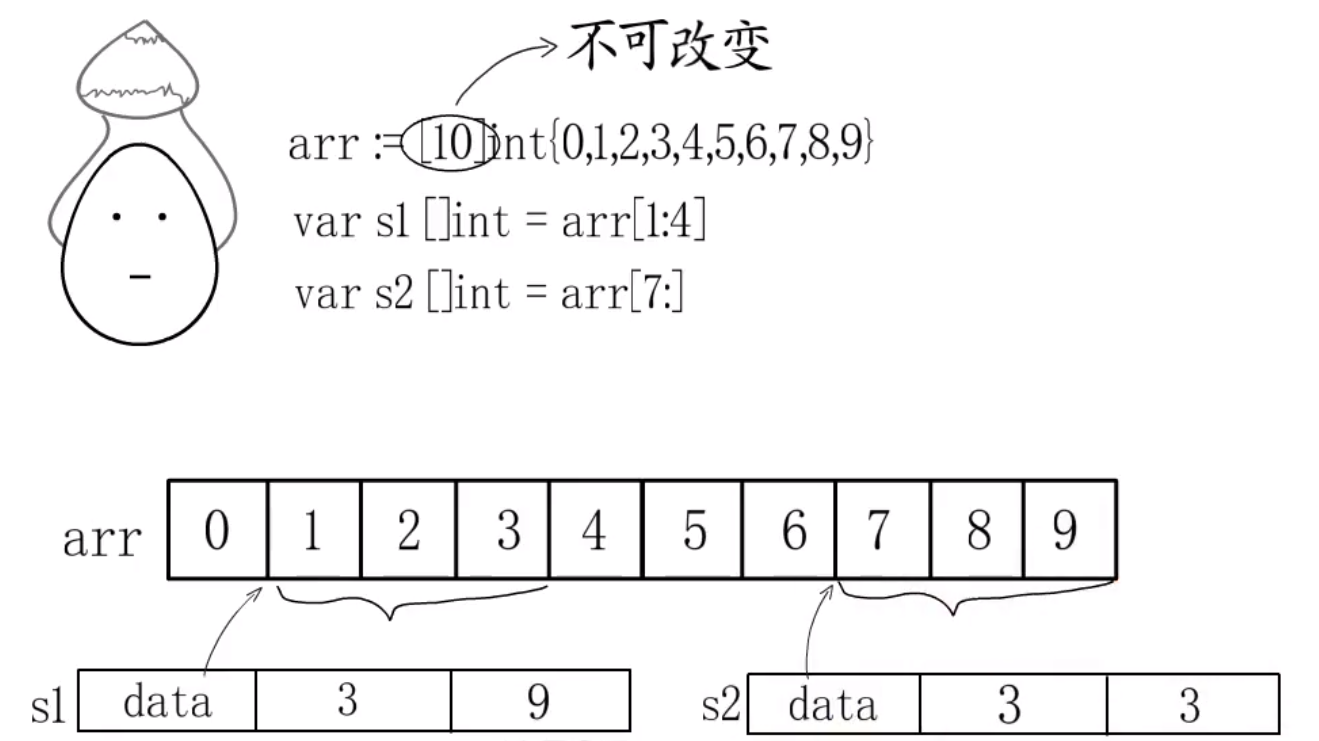 不可改变
arr := [10]int{0,1,2,3,4,5,6,7,8,9}
var s1 []int = arr[1:4]
var s2 []int = arr[7:]
arr 0 1 2 3 4 5 6 7 8 9
s1 data 3 9
s2 data 3 3